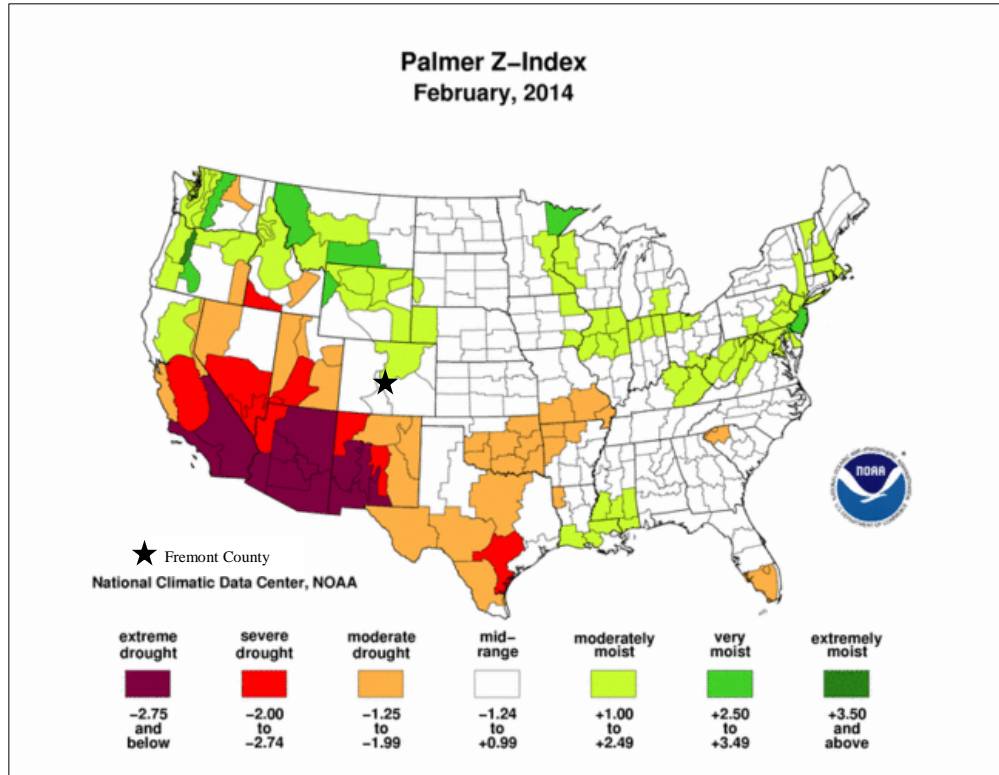 Palmer Z–Index
February, 2014
NOAA
Fremont County
National Climatic Data Center, NOAA
extreme drought
severe drought
moderate drought
mid–range
moderately moist
very moist
extremely moist
–2.75 and below
–2.00 to –2.74
–1.25 to –1.99
–1.24 to +0.99
+1.00 to +2.49
+2.50 to +3.49
+3.50 and above